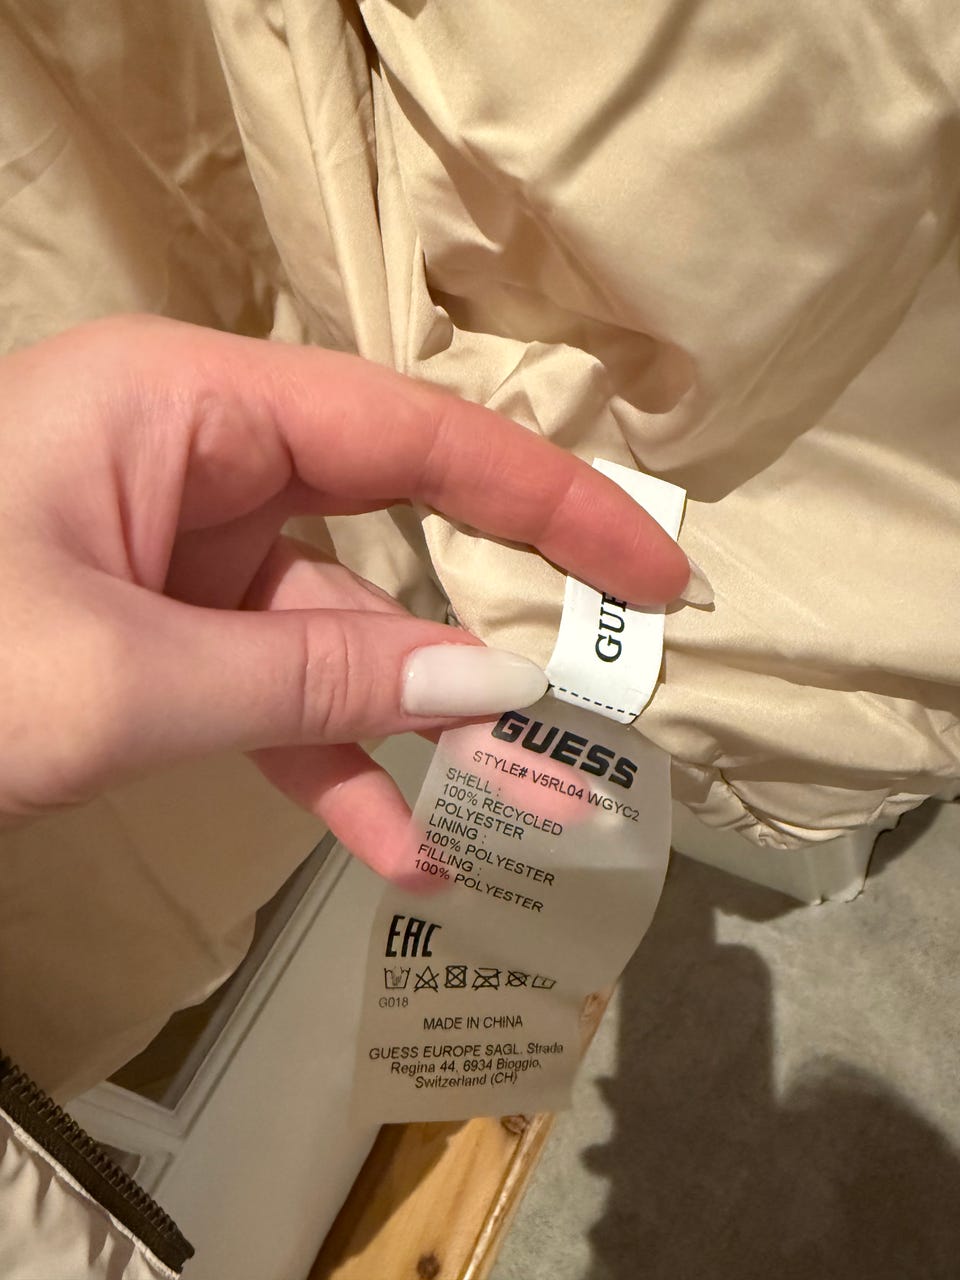 GUE
GUESS
STYLE# V5RL04 WGYC2
SHELL :
100% RECYCLED
POLYESTER
LINING :
100% POLYESTER
FILLING :
100% POLYESTER
EAC
G018
MADE IN CHINA
GUESS EUROPE SAGL. Strada
Regina 44, 6934 Bioggio,
Switzerland (CH)